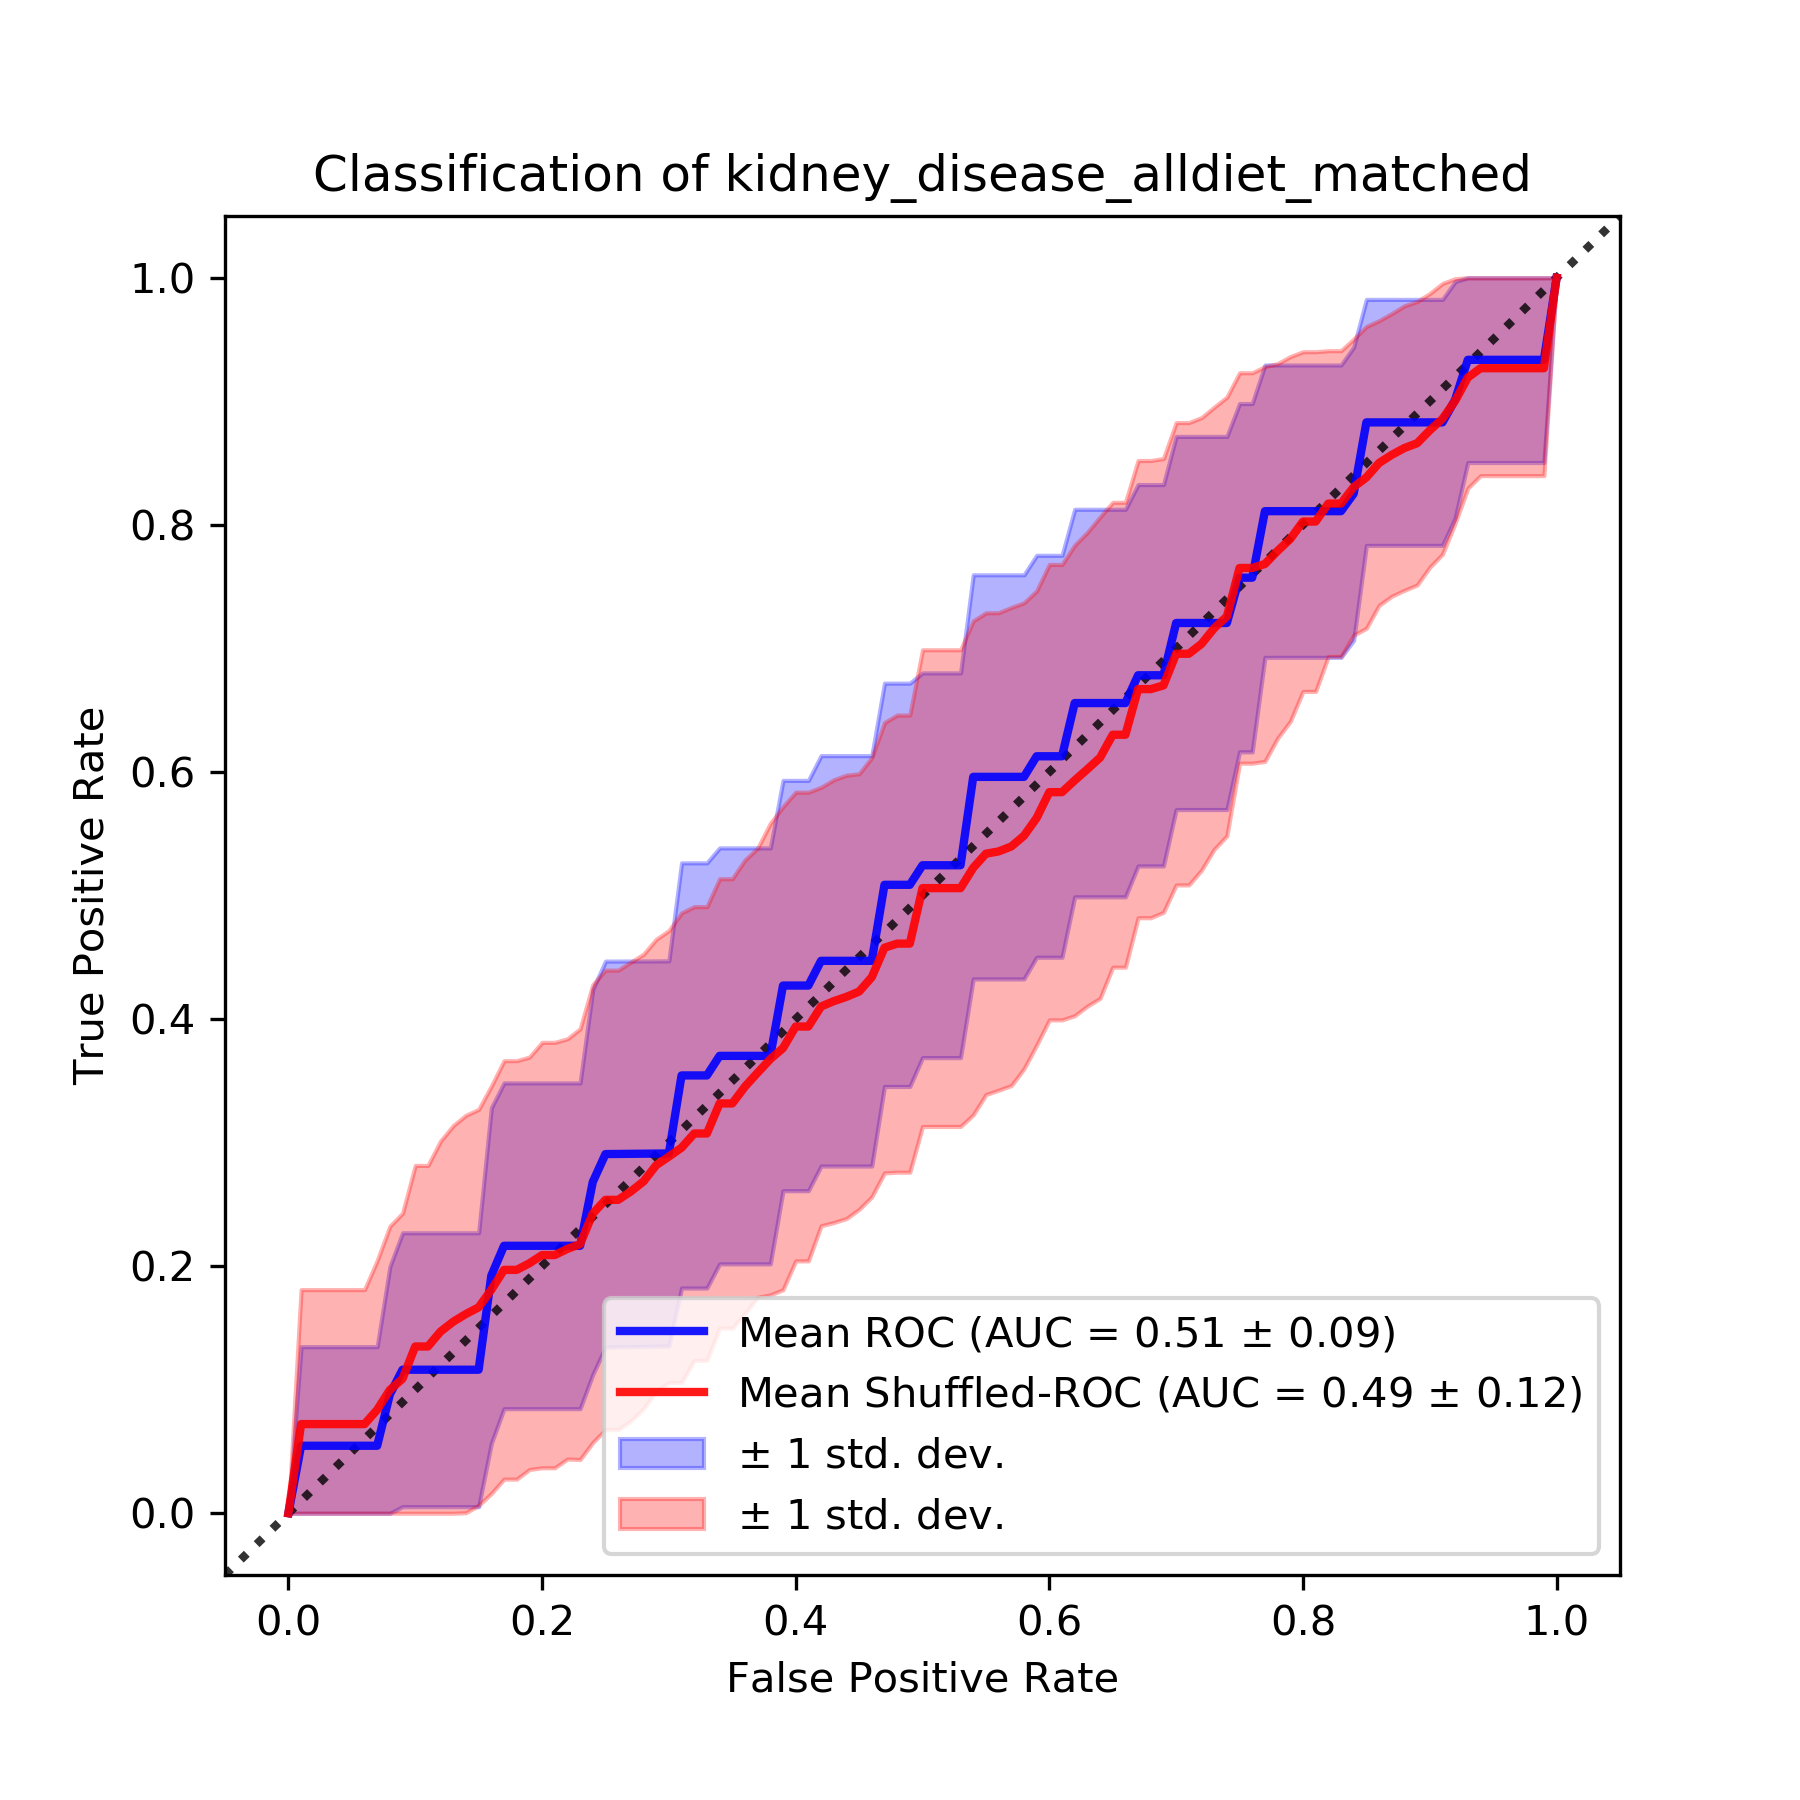 Classification of kidney_disease_alldiet_matched
True Positive Rate
1.0
0.8
0.6
0.4
0.2
0.0
Mean ROC (AUC = 0.51 ± 0.09)
Mean Shuffled-ROC (AUC = 0.49 ± 0.12)
± 1 std. dev.
± 1 std. dev.
0.0 0.2 0.4 0.6 0.8 1.0
False Positive Rate